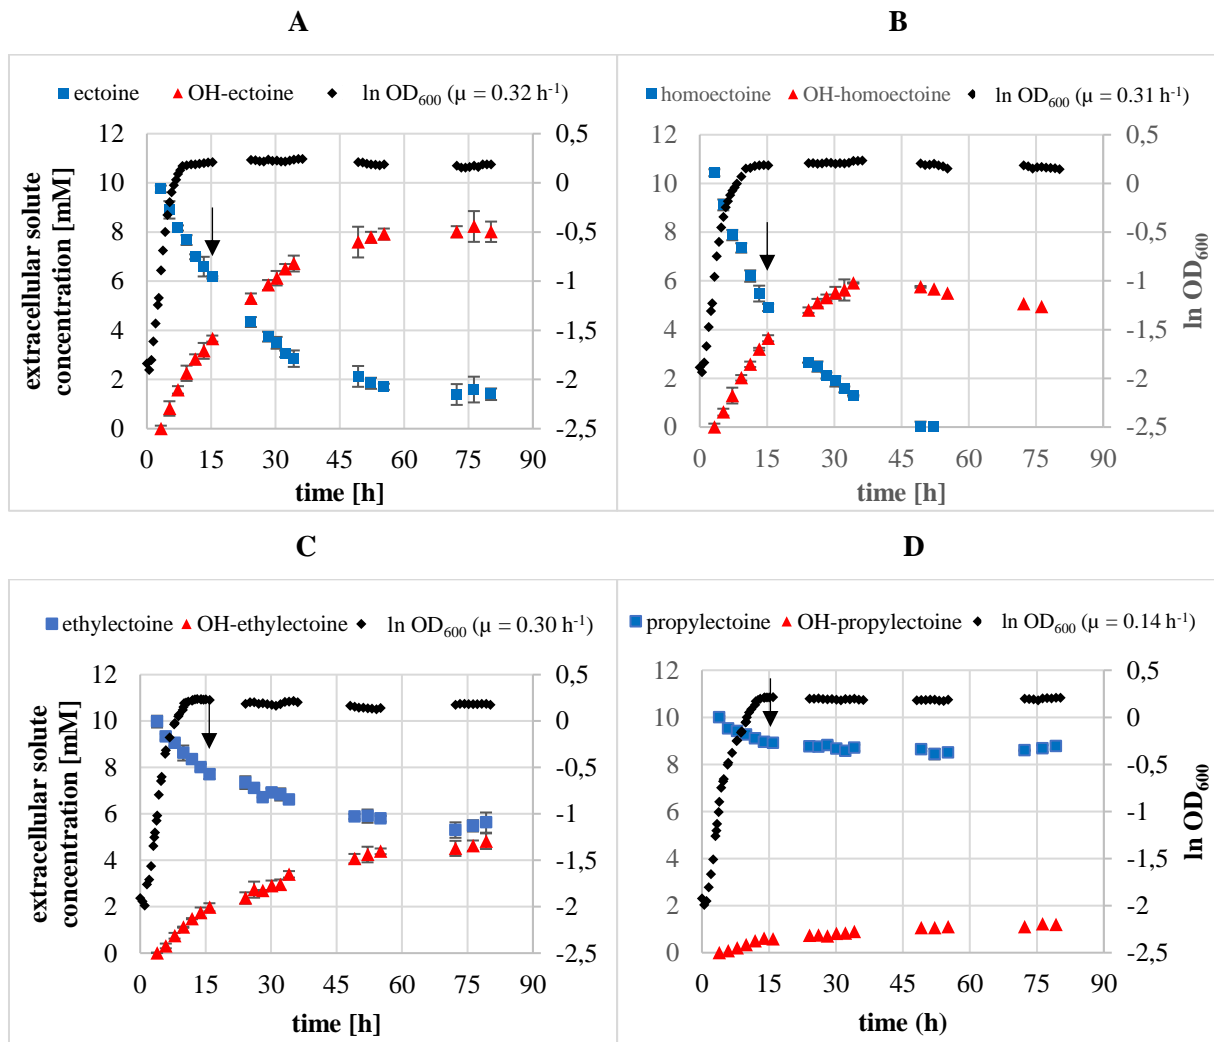 A
ectoine OH-ectoine ln OD600 (μ = 0.32 h-1)
extracellular solute
concentration [mM]
12
10
8
6
4
2
0
0,5
0
-0,5
-1
-1,5
-2
-2,5
0 15 30 45 60 75 90
time [h]
B
homoectoine OH-homoectoine ln OD600 (μ = 0.31 h-1)
12
10
8
6
4
2
0
0,5
0
-0,5
-1
-1,5
-2
-2,5
ln OD600
0 15 30 45 60 75 90
time [h]
C
ethylectoine OH-ethylectoine ln OD600 (μ = 0.30 h-1)
extracellular solute
concentration [mM]
12
10
8
6
4
2
0
0,5
0
-0,5
-1
-1,5
-2
-2,5
0 15 30 45 60 75 90
time [h]
D
propylectoine OH-propylectoine ln OD600 (μ = 0.14 h-1)
12
10
8
6
4
2
0
0,5
0
-0,5
-1
-1,5
-2
-2,5
ln OD600
0 15 30 45 60 75 90
time (h)